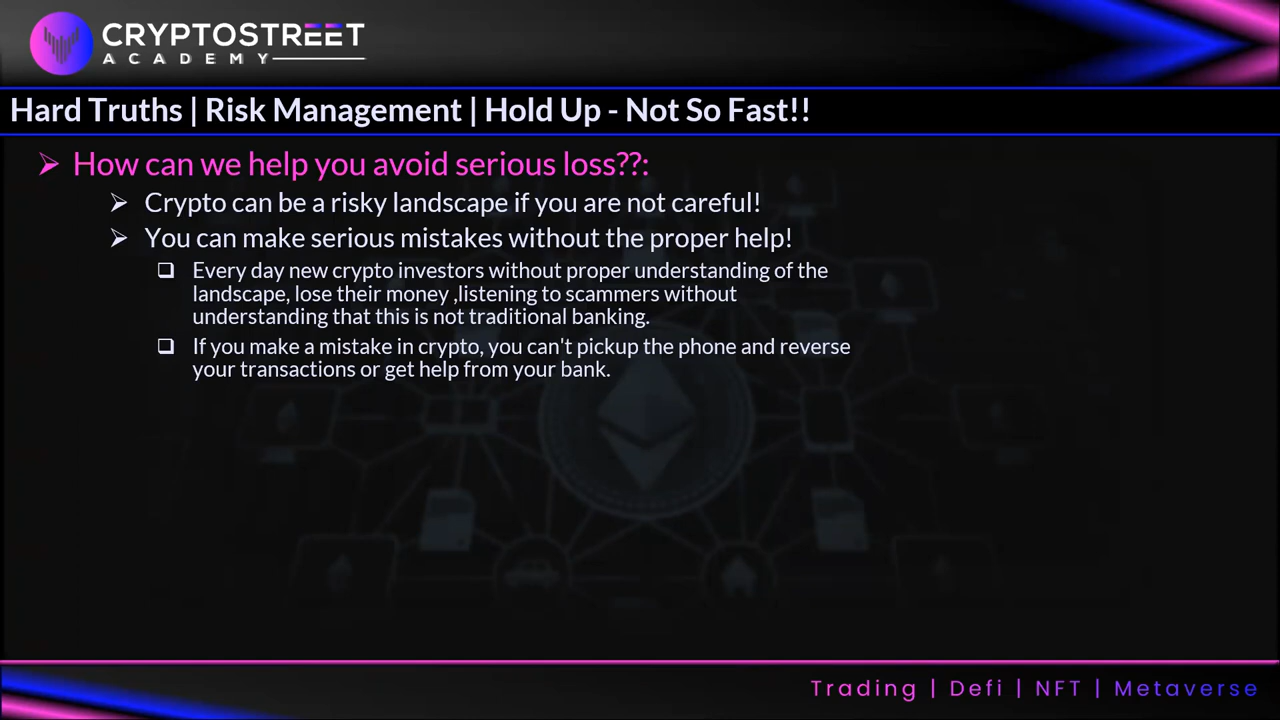 CRYPTOSTREET
ACADEMY
Hard Truths | Risk Management | Hold Up - Not So Fast!!
How can we help you avoid serious loss??:
Crypto can be a risky landscape if you are not careful!
You can make serious mistakes without the proper help!
Every day new crypto investors without proper understanding of the
landscape, lose their money ,listening to scammers without
understanding that this is not traditional banking.
If you make a mistake in crypto, you can't pickup the phone and reverse
your transactions or get help from your bank.
Trading | Defi | NFT | Metaverse